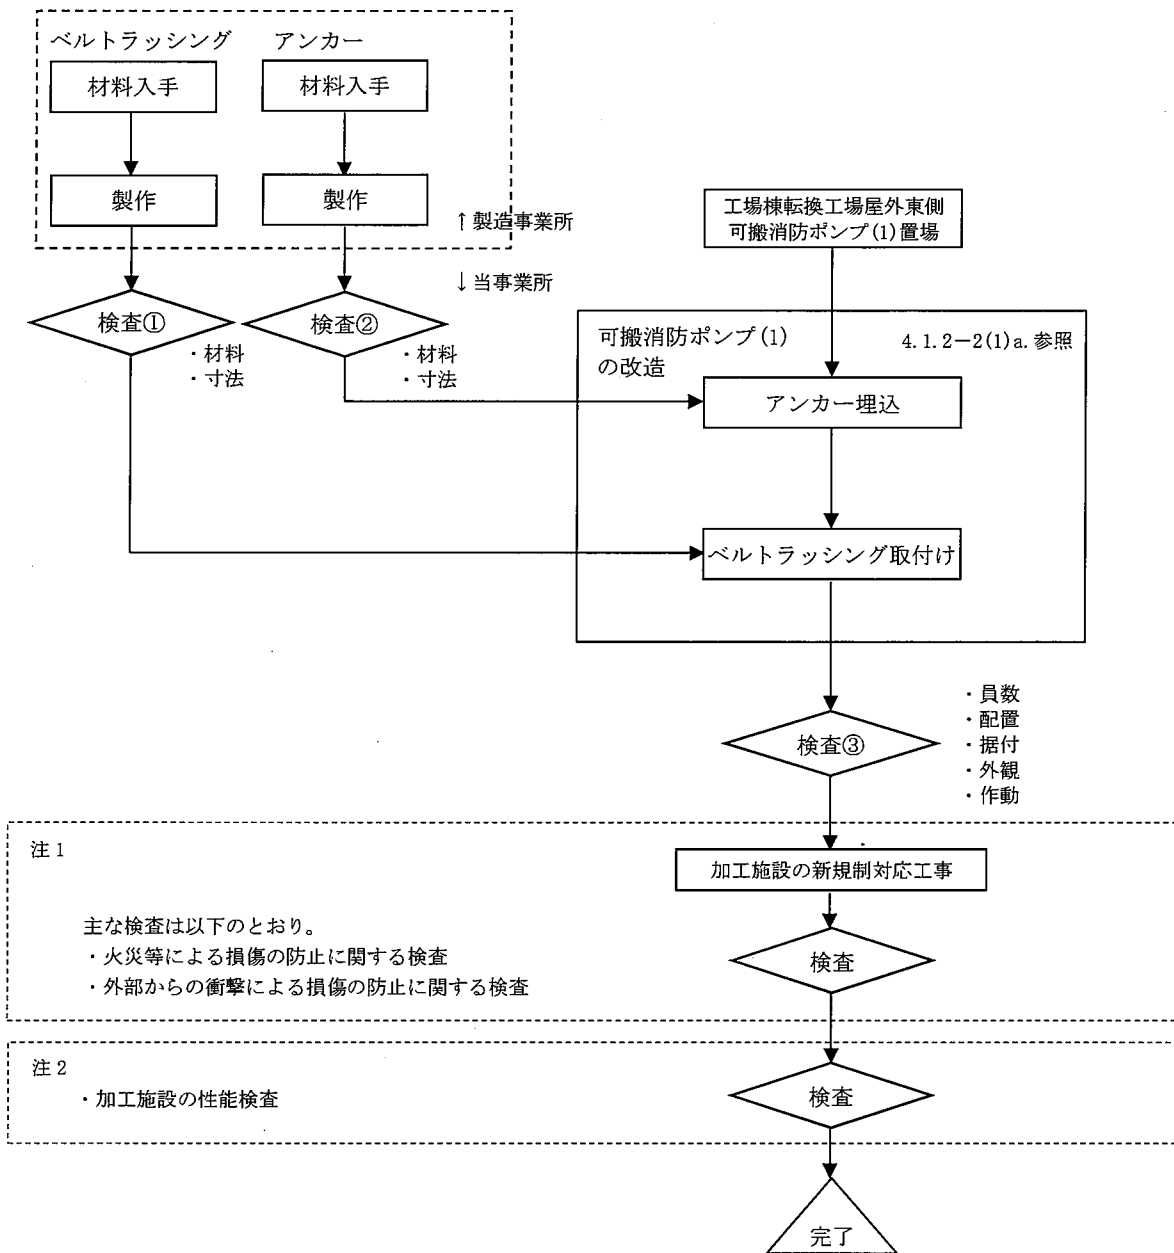 ベルトラッシング
アンカー
材料入手
材料入手
製作
製作
↑製造事業所
↓当事業所
検査①
・材料
・寸法
検査②
・材料
・寸法
工場棟転換工場屋外東側
可搬消防ポンプ(1)置場
可搬消防ポンプ(1)
の改造
4.1.2－2(1)a.参照
アンカー埋込
ベルトラッシング取付け
検査③
・員数
・配置
・据付
・外観
・作動
注1
加工施設の新規制対応工事
主な検査は以下のとおり。
・火災等による損傷の防止に関する検査
・外部からの衝撃による損傷の防止に関する検査
検査
注2
・加工施設の性能検査
検査
完了